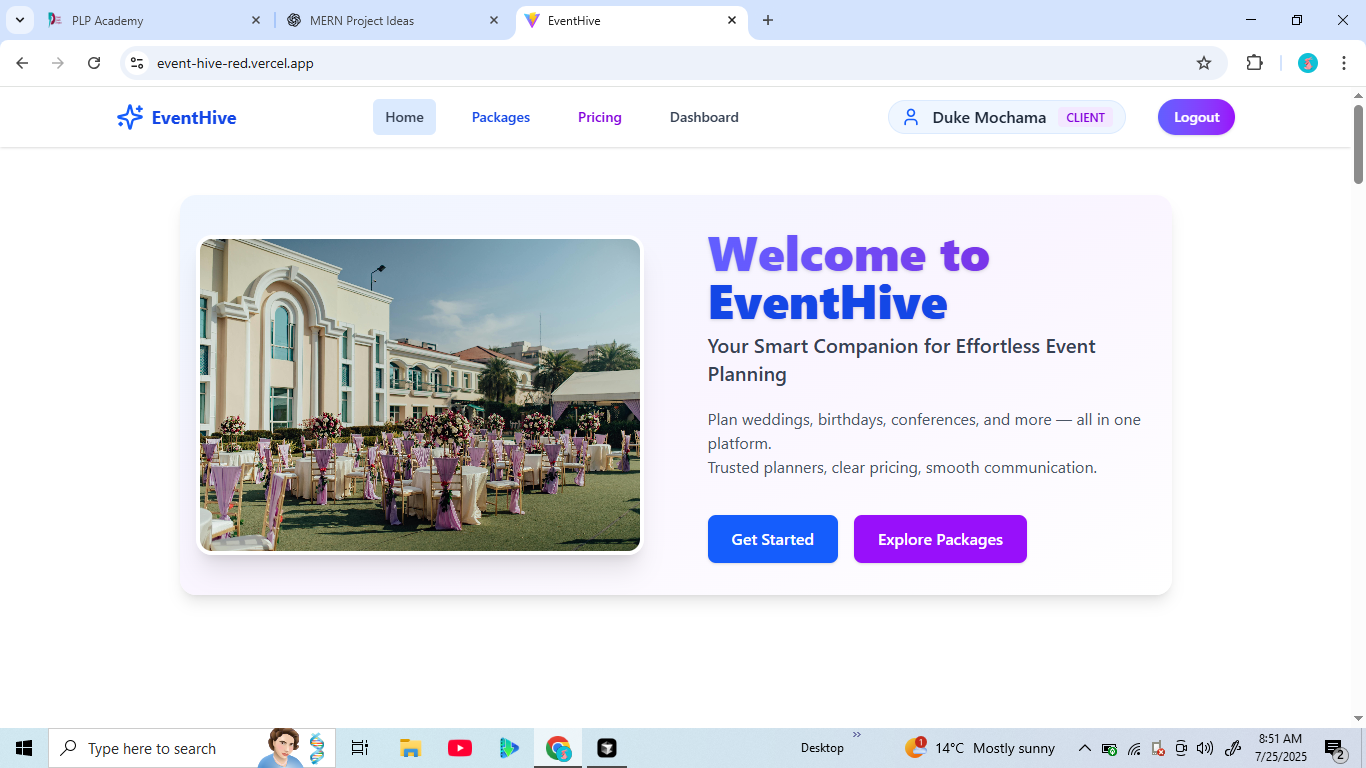 PLP Academy
MERN Project Ideas
EventHive
event-hive-red.vercel.app
EventHive
Home
Packages
Pricing
Dashboard
Duke Mochama
CLIENT
Logout
Welcome to
EventHive
Your Smart Companion for Effortless Event
Planning
Plan weddings, birthdays, conferences, and more — all in one
platform.
Trusted planners, clear pricing, smooth communication.
Get Started
Explore Packages
Type here to search
Desktop
1
14°C Mostly sunny
8:51 AM
7/25/2025
2